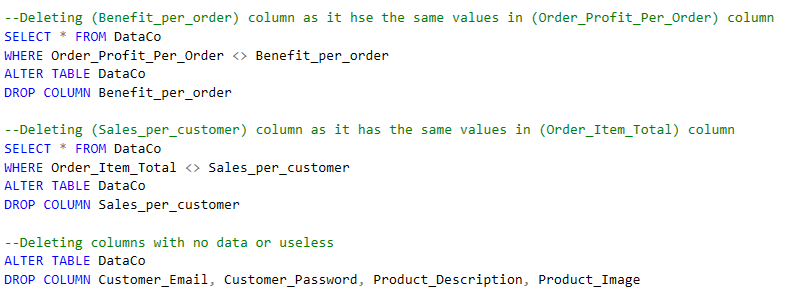 --Deleting (Benefit_per_order) column as it hse the same values in (Order_Profit_Per_Order) column
SELECT * FROM DataCo
WHERE Order_Profit_Per_Order <> Benefit_per_order
ALTER TABLE DataCo
DROP COLUMN Benefit_per_order
--Deleting (Sales_per_customer) column as it has the same values in (Order_Item_Total) column
SELECT * FROM DataCo
WHERE Order_Item_Total <> Sales_per_customer
ALTER TABLE DataCo
DROP COLUMN Sales_per_customer
--Deleting columns with no data or useless
ALTER TABLE DataCo
DROP COLUMN Customer_Email, Customer_Password, Product_Description, Product_Image